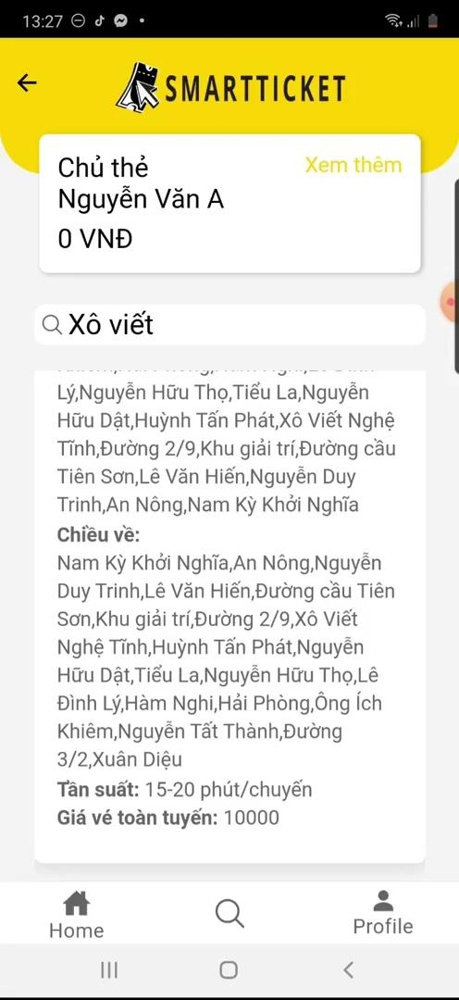 13:27
SMARTTICKET
Chủ thẻ
Xem thêm
Nguyễn Văn A
0 VNĐ
Xô viết
Lý,Nguyễn Hữu Thọ,Tiểu La,Nguyễn
Hữu Dật,Huỳnh Tấn Phát,Xô Viết Nghệ
Tĩnh,Đường 2/9,Khu giải trí,Đường cầu
Tiên Sơn,Lê Văn Hiến,Nguyễn Duy
Trinh,An Nông,Nam Kỳ Khởi Nghĩa
Chiều về:
Nam Kỳ Khởi Nghĩa,An Nông,Nguyễn
Duy Trinh,Lê Văn Hiến,Đường cầu Tiên
Sơn,Khu giải trí,Đường 2/9,Xô Viết
Nghệ Tĩnh,Huỳnh Tấn Phát,Nguyễn
Hữu Dật,Tiểu La,Nguyễn Hữu Thọ,Lê
Đình Lý,Hàm Nghi,Hải Phòng,Ông Ích
Khiêm,Nguyễn Tất Thành,Đường
3/2,Xuân Diệu
Tần suất: 15-20 phút/chuyến
Giá vé toàn tuyến: 10000
Home
Profile